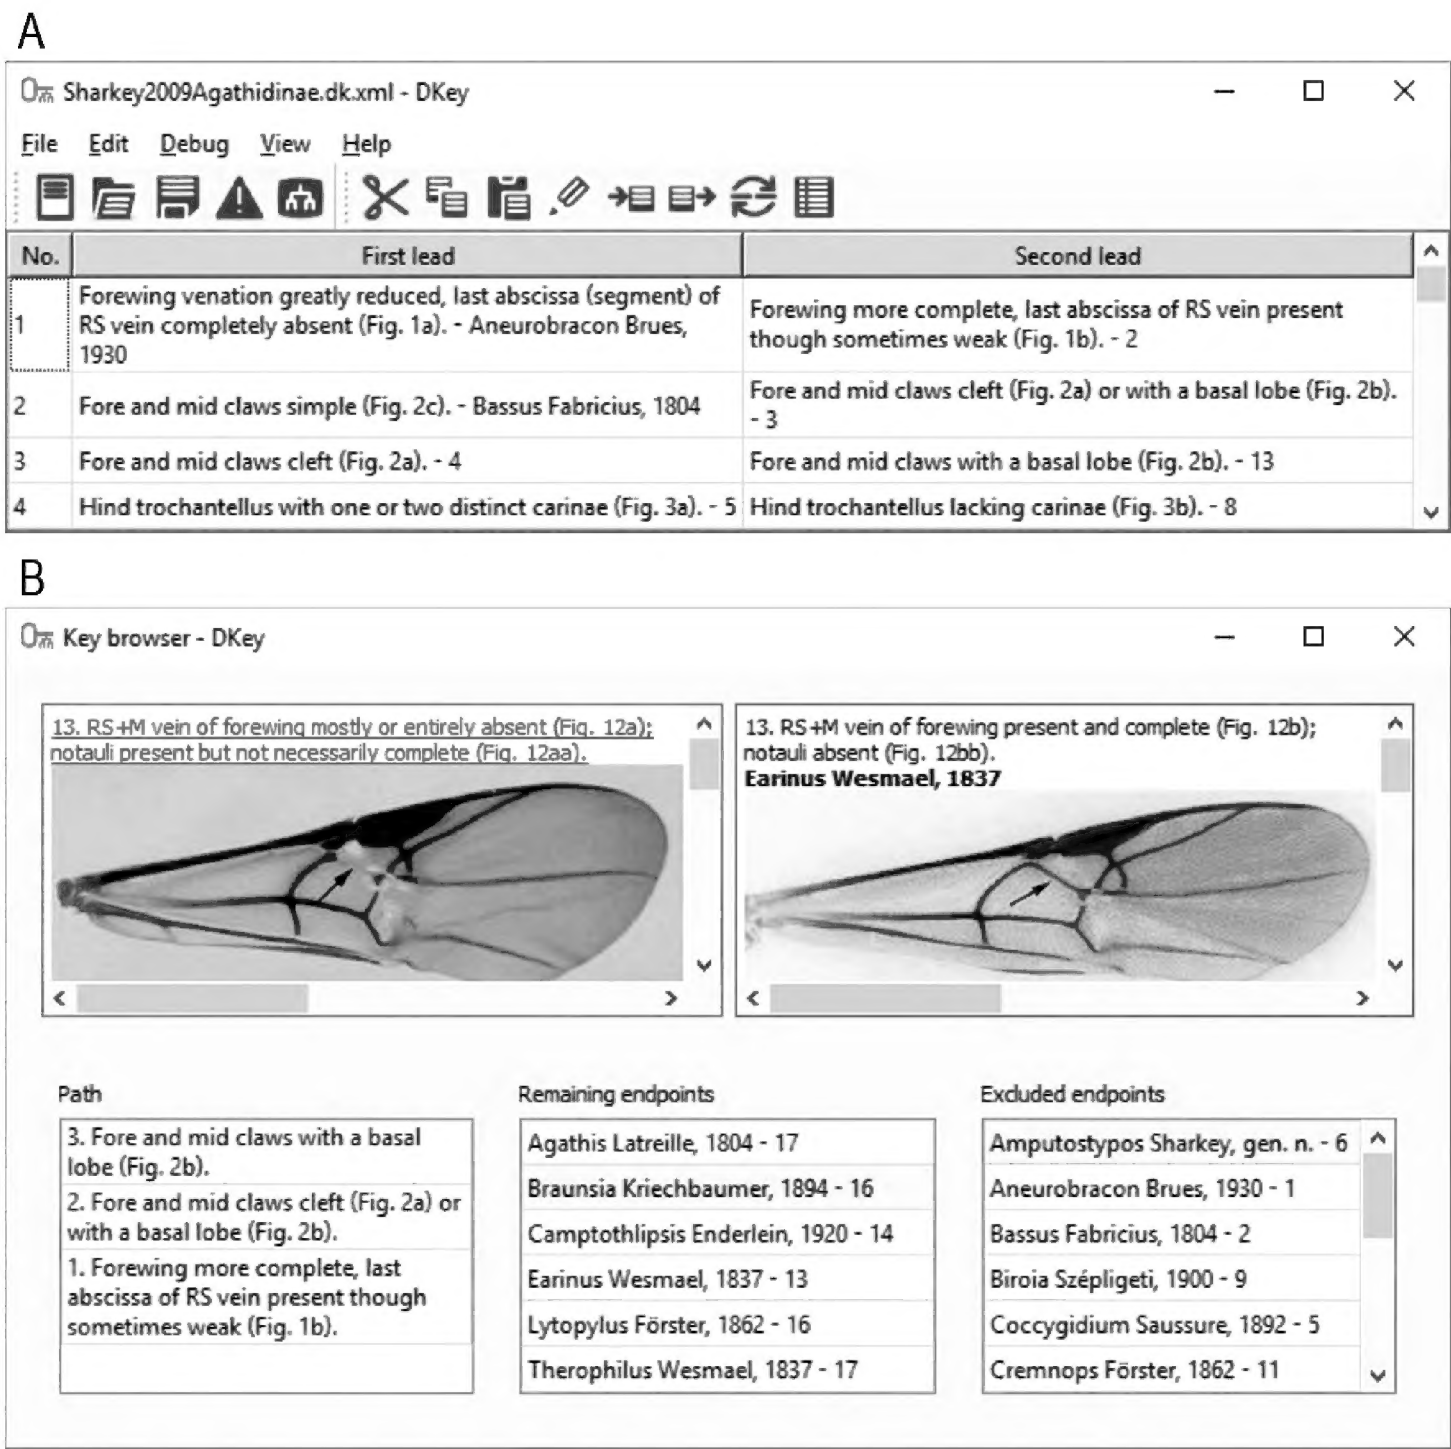 A
Sharkey2009Agathidinae.dk.xml - DKey
File Edit Debug View Help
No. First lead Second lead
1
Forewing venation greatly reduced, last abscissa (segment) of
RS vein completely absent (Fig. 1a). - Aneurobracon Brues,
1930
Forewing more complete, last abscissa of RS vein present
though sometimes weak (Fig. 1b). - 2
2
Fore and mid claws simple (Fig. 2c). - Bassus Fabricius, 1804
Fore and mid claws cleft (Fig. 2a) or with a basal lobe (Fig. 2b).
- 3
3 Fore and mid claws cleft (Fig. 2a). - 4 Fore and mid claws with a basal lobe (Fig. 2b). - 13
4 Hind trochantellus with one or two distinct carinae (Fig. 3a). - 5 Hind trochantellus lacking carinae (Fig. 3b). - 8
B
Key browser - DKey
13. RS+M vein of forewing mostly or entirely absent (Fig. 12a);
notauli present but not necessarily complete (Fig. 12aa).
13. RS+M vein of forewing present and complete (Fig. 12b);
notauli absent (Fig. 12bb).
Earinus Wesmael, 1837
Path
3. Fore and mid claws with a basal
lobe (Fig. 2b).
2. Fore and mid claws cleft (Fig. 2a) or
with a basal lobe (Fig. 2b).
1. Forewing more complete, last
abscissa of RS vein present though
sometimes weak (Fig. 1b).
Remaining endpoints
Agathis Latreille, 1804 - 17
Braunsia Kriechbaumer, 1894 - 16
Camptothlipsis Enderlein, 1920 - 14
Earinus Wesmael, 1837 - 13
Lytopylus Förster, 1862 - 16
Therophilus Wesmael, 1837 - 17
Excluded endpoints
Amputostypos Sharkey, gen. n. - 6
Aneurobracon Brues, 1930 - 1
Bassus Fabricius, 1804 - 2
Biroia Szépligeti, 1900 - 9
Coccygidium Saussure, 1892 - 5
Cremnops Förster, 1862 - 11